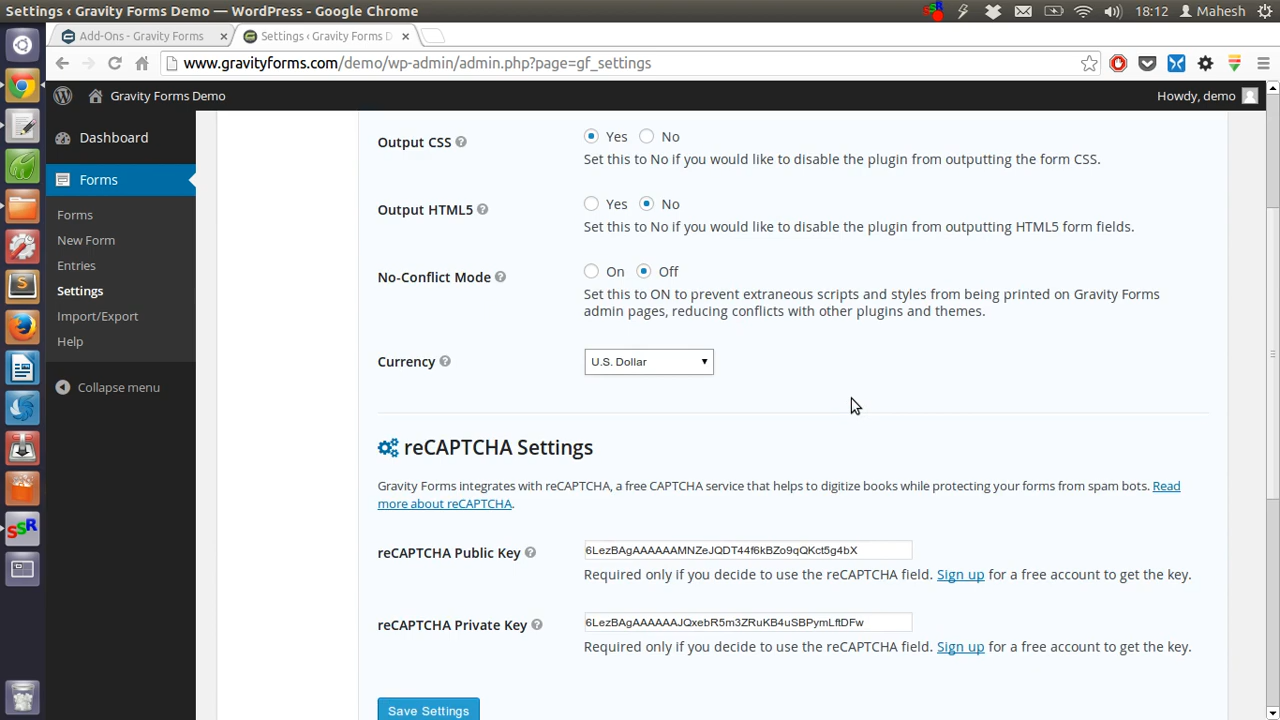 Settings ‹ Gravity Forms Demo — WordPress - Google Chrome
18:12 Mahesh
Add-Ons - Gravity Forms
Settings ‹ Gravity Forms D
www.gravityforms.com/demo/wp-admin/admin.php?page=gf_settings
Gravity Forms Demo
Howdy, demo
Dashboard
Forms
Forms
New Form
Entries
Settings
Import/Export
Help
Collapse menu
Output CSS
Yes No
Set this to No if you would like to disable the plugin from outputting the form CSS.
Output HTML5
Yes No
Set this to No if you would like to disable the plugin from outputting HTML5 form fields.
No-Conflict Mode
On Off
Set this to ON to prevent extraneous scripts and styles from being printed on Gravity Forms
admin pages, reducing conflicts with other plugins and themes.
Currency
U.S. Dollar
reCAPTCHA Settings
Gravity Forms integrates with reCAPTCHA, a free CAPTCHA service that helps to digitize books while protecting your forms from spam bots. Read
more about reCAPTCHA.
reCAPTCHA Public Key
6LezBAgAAAAAAMNZeJQDT44f6kBZo9qQKct5g4bX
Required only if you decide to use the reCAPTCHA field. Sign up for a free account to get the key.
reCAPTCHA Private Key
6LezBAgAAAAAAJQxebR5m3ZRuKB4uSBPymLftDFw
Required only if you decide to use the reCAPTCHA field. Sign up for a free account to get the key.
Save Settings